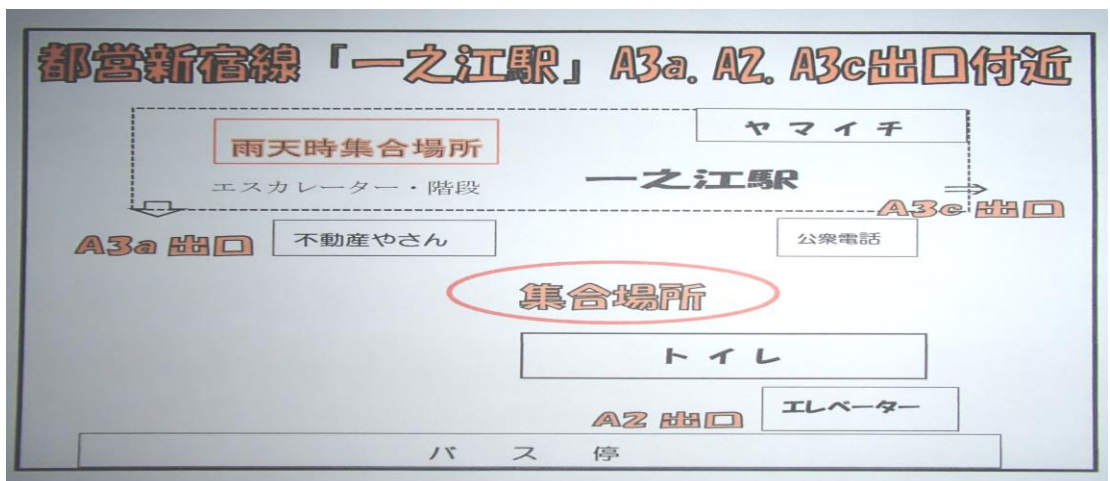 都営新宿線「一之江駅」A3a. A2. A3c出口付近
ヤマイチ
雨天時集合場所
エスカレーター・階段
一之江駅
⇒
A3c出口
A3a 出口
不動産やさん
公衆電話
集合場所
トイレ
エレベーター
A2 出口
バス停